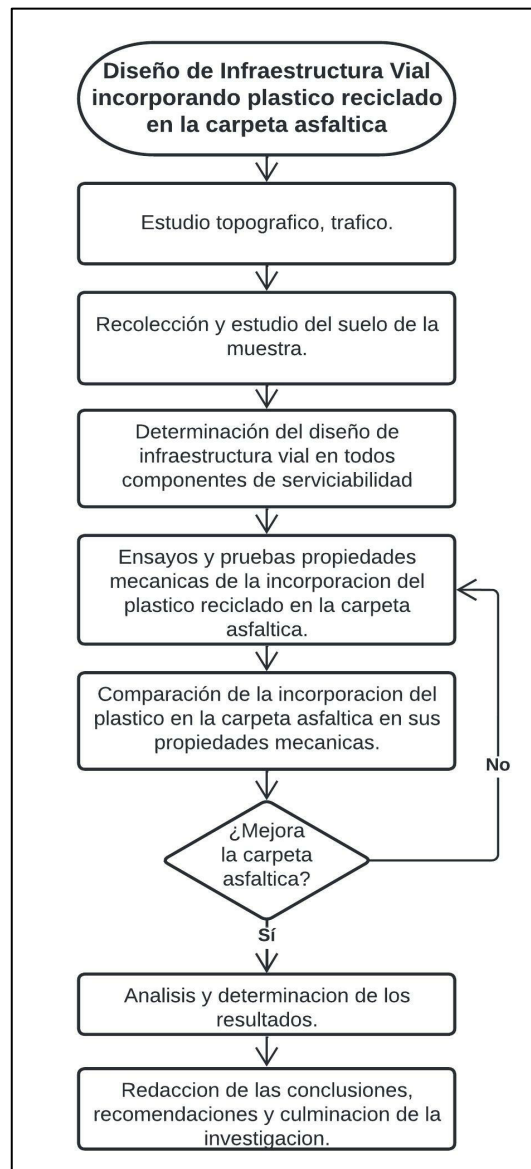 Diseño de Infraestructura Vial
incorporando plastico reciclado
en la carpeta asfaltica
Estudio topografico, trafico.
Recolección y estudio del suelo de la
muestra.
Determinación del diseño de
infraestructura vial en todos
componentes de serviciabilidad
Ensayos y pruebas propiedades
mecanicas de la incorporacion del
plastico reciclado en la carpeta
asfaltica.
Comparación de la incorporacion del
plastico en la carpeta asfaltica en sus
propiedades mecanicas.
No
¿Mejora
la carpeta
asfaltica?
Sí
Analisis y determinacion de los
resultados.
Redaccion de las conclusiones,
recomendaciones y culminacion de la
investigacion.